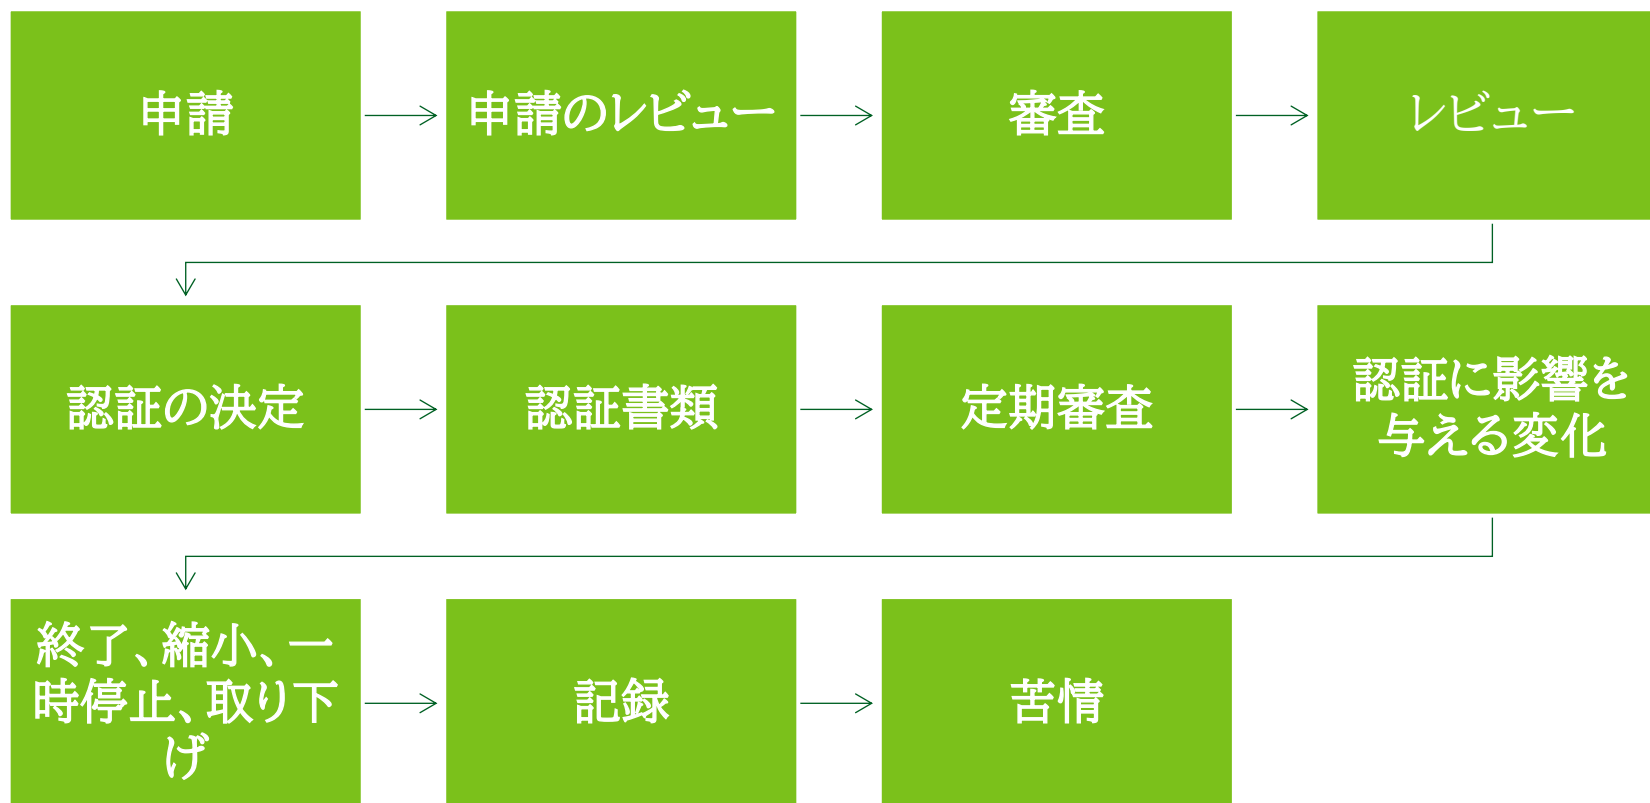 申請
申請のレビュー
審査
レビュー
認証の決定
認証書類
定期審査
認証に影響を
与える変化
終了、縮小、一
時停止、取り下
げ
記録
苦情